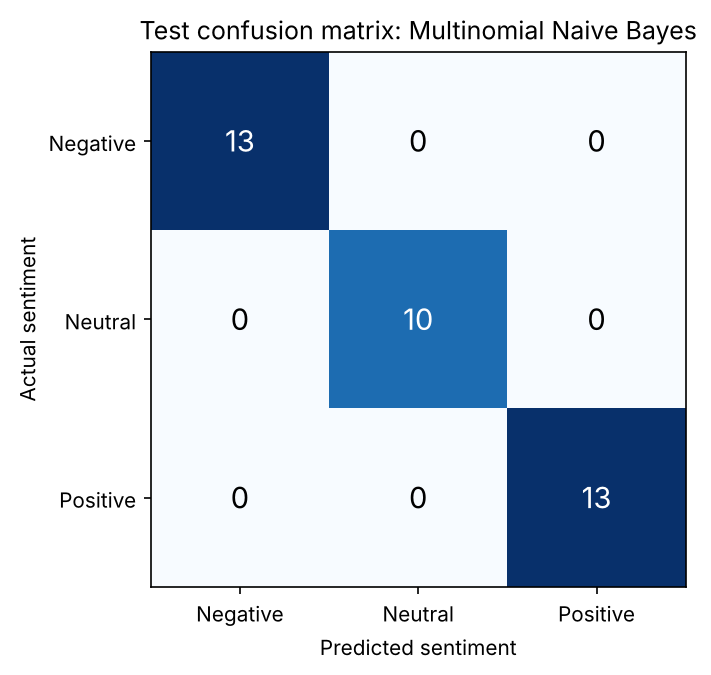 Test confusion matrix: Multinomial Naive Bayes
Actual sentiment
Negative 13 0 0
Neutral 0 10 0
Positive 0 0 13
Negative Neutral Positive
Predicted sentiment